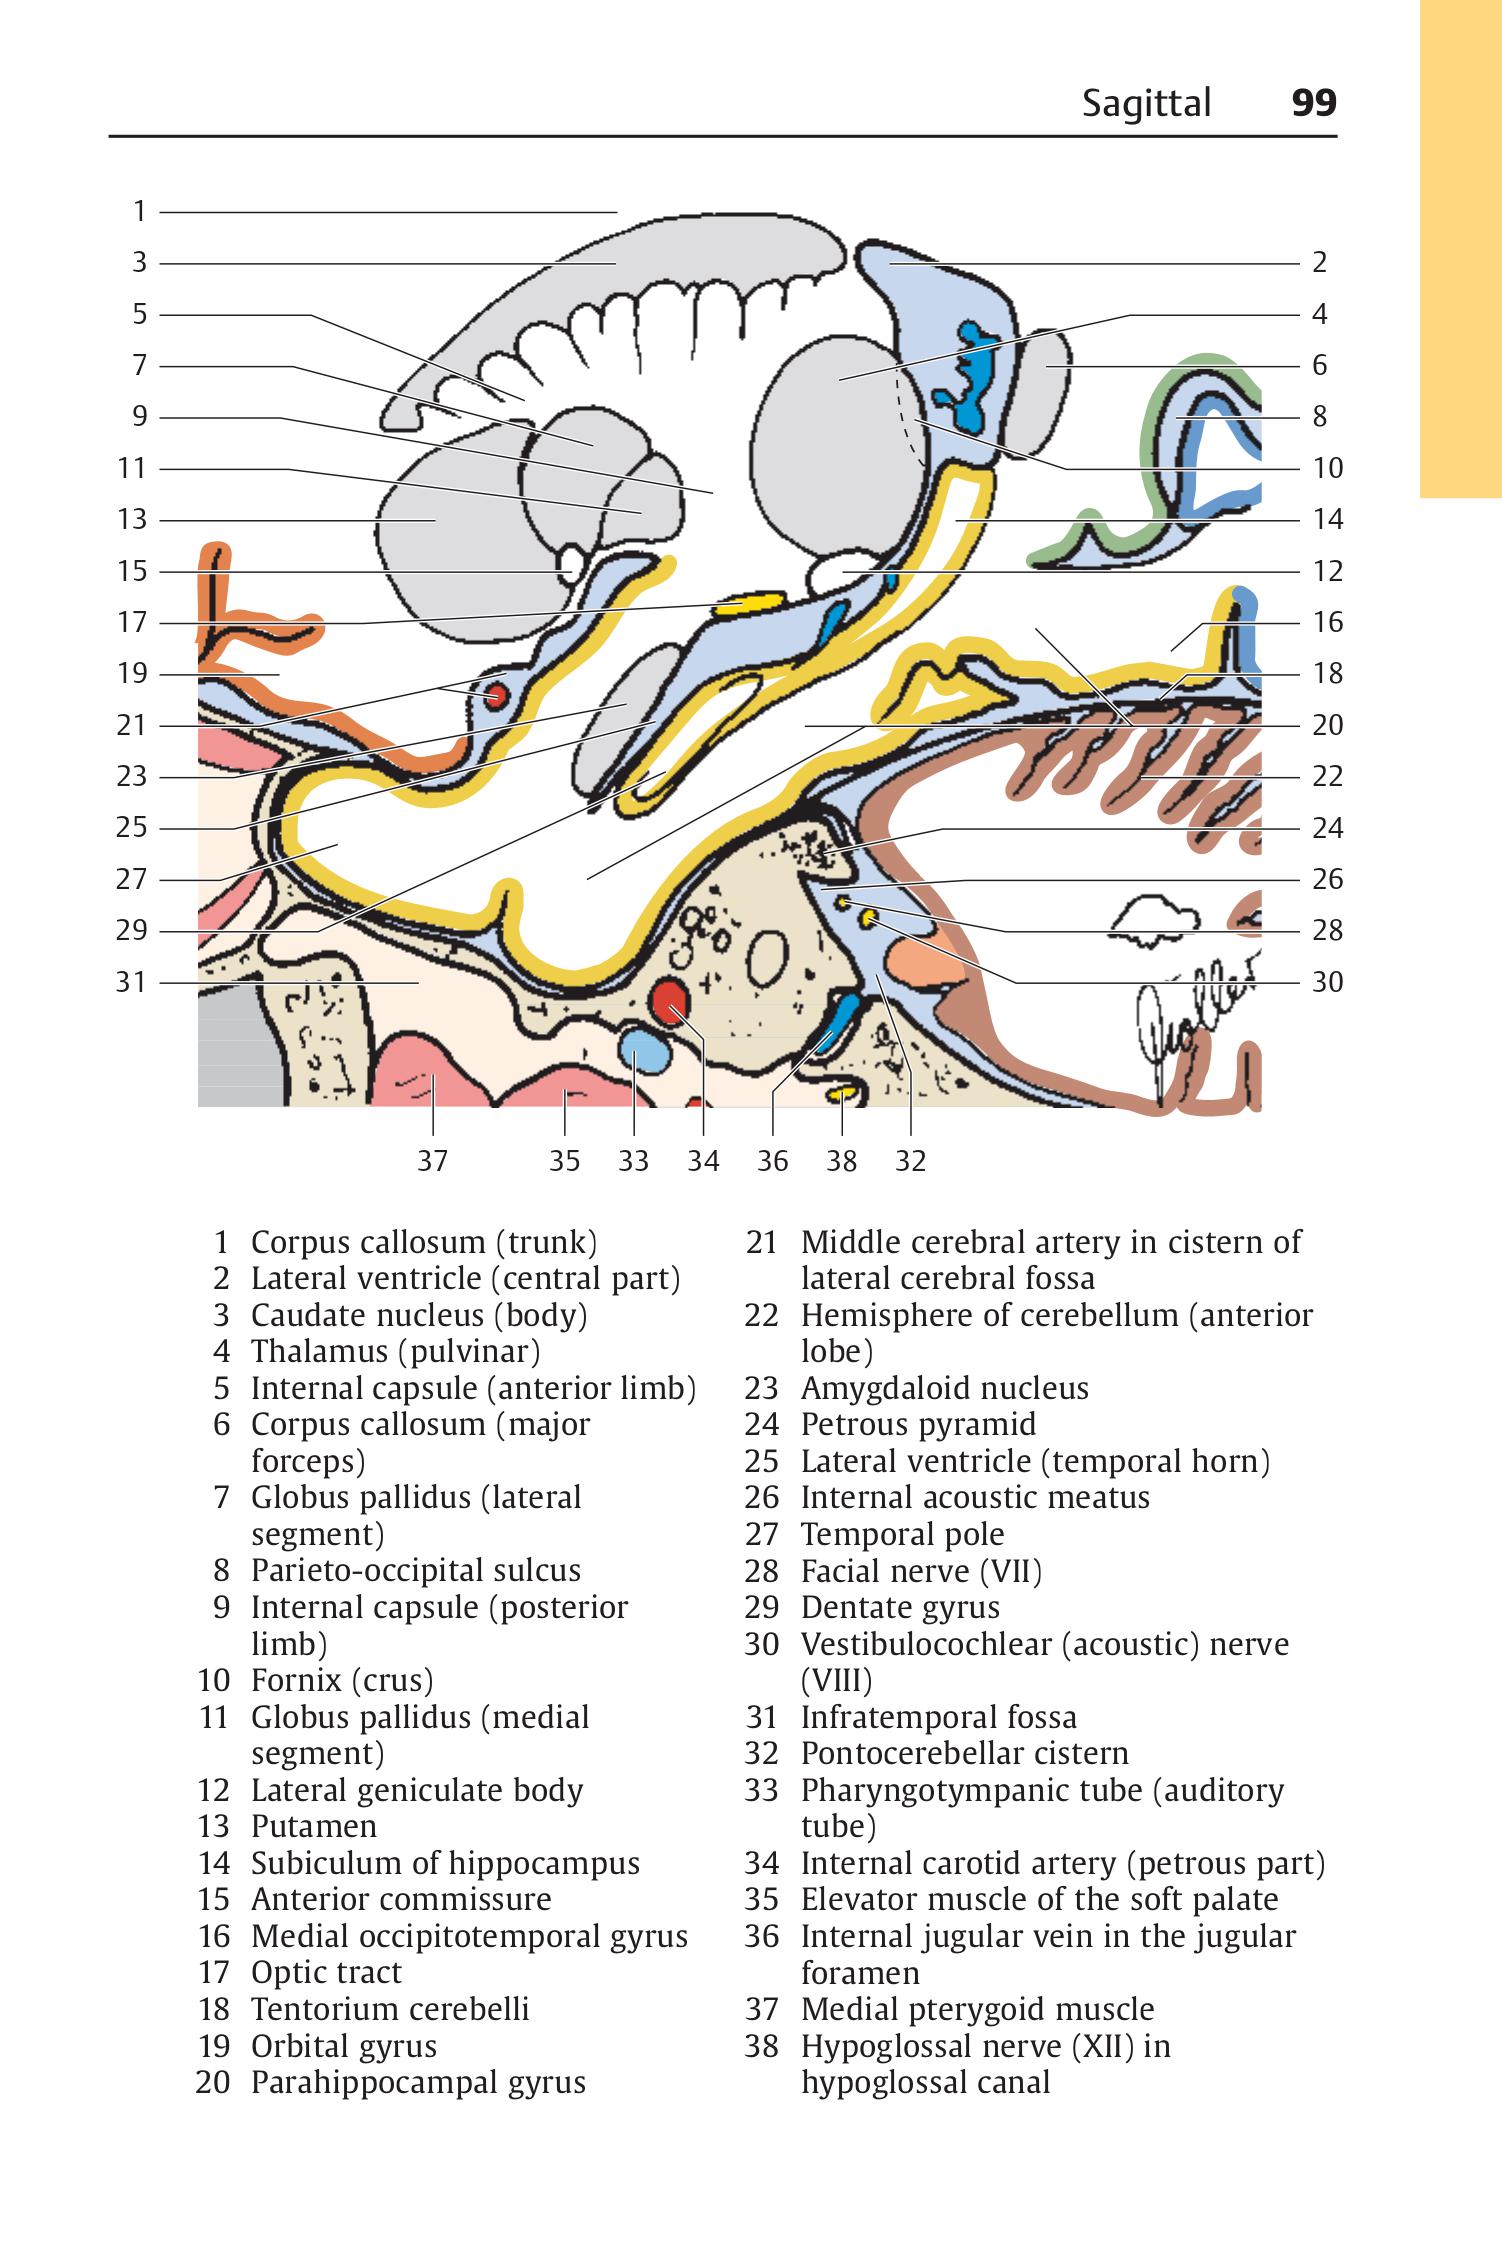 Sagittal 99
1
3
5
7
9
11
13
15
17
19
21
23
25
27
29
31
2
4
6
8
10
14
12
16
18
20
22
24
26
28
30
37 35 33 34 36 38 32
1 Corpus callosum (trunk)
2 Lateral ventricle (central part)
3 Caudate nucleus (body)
4 Thalamus (pulvinar)
5 Internal capsule (anterior limb)
6 Corpus callosum (major
forceps)
7 Globus pallidus (lateral
segment)
8 Parieto-occipital sulcus
9 Internal capsule (posterior
limb)
10 Fornix (crus)
11 Globus pallidus (medial
segment)
12 Lateral geniculate body
13 Putamen
14 Subiculum of hippocampus
15 Anterior commissure
16 Medial occipitotemporal gyrus
17 Optic tract
18 Tentorium cerebelli
19 Orbital gyrus
20 Parahippocampal gyrus
21 Middle cerebral artery in cistern of
lateral cerebral fossa
22 Hemisphere of cerebellum (anterior
lobe)
23 Amygdaloid nucleus
24 Petrous pyramid
25 Lateral ventricle (temporal horn)
26 Internal acoustic meatus
27 Temporal pole
28 Facial nerve (VII)
29 Dentate gyrus
30 Vestibulocochlear (acoustic) nerve
(VIII)
31 Infratemporal fossa
32 Pontocerebellar cistern
33 Pharyngotympanic tube (auditory
tube)
34 Internal carotid artery (petrous part)
35 Elevator muscle of the soft palate
36 Internal jugular vein in the jugular
foramen
37 Medial pterygoid muscle
38 Hypoglossal nerve (XII) in
hypoglossal canal